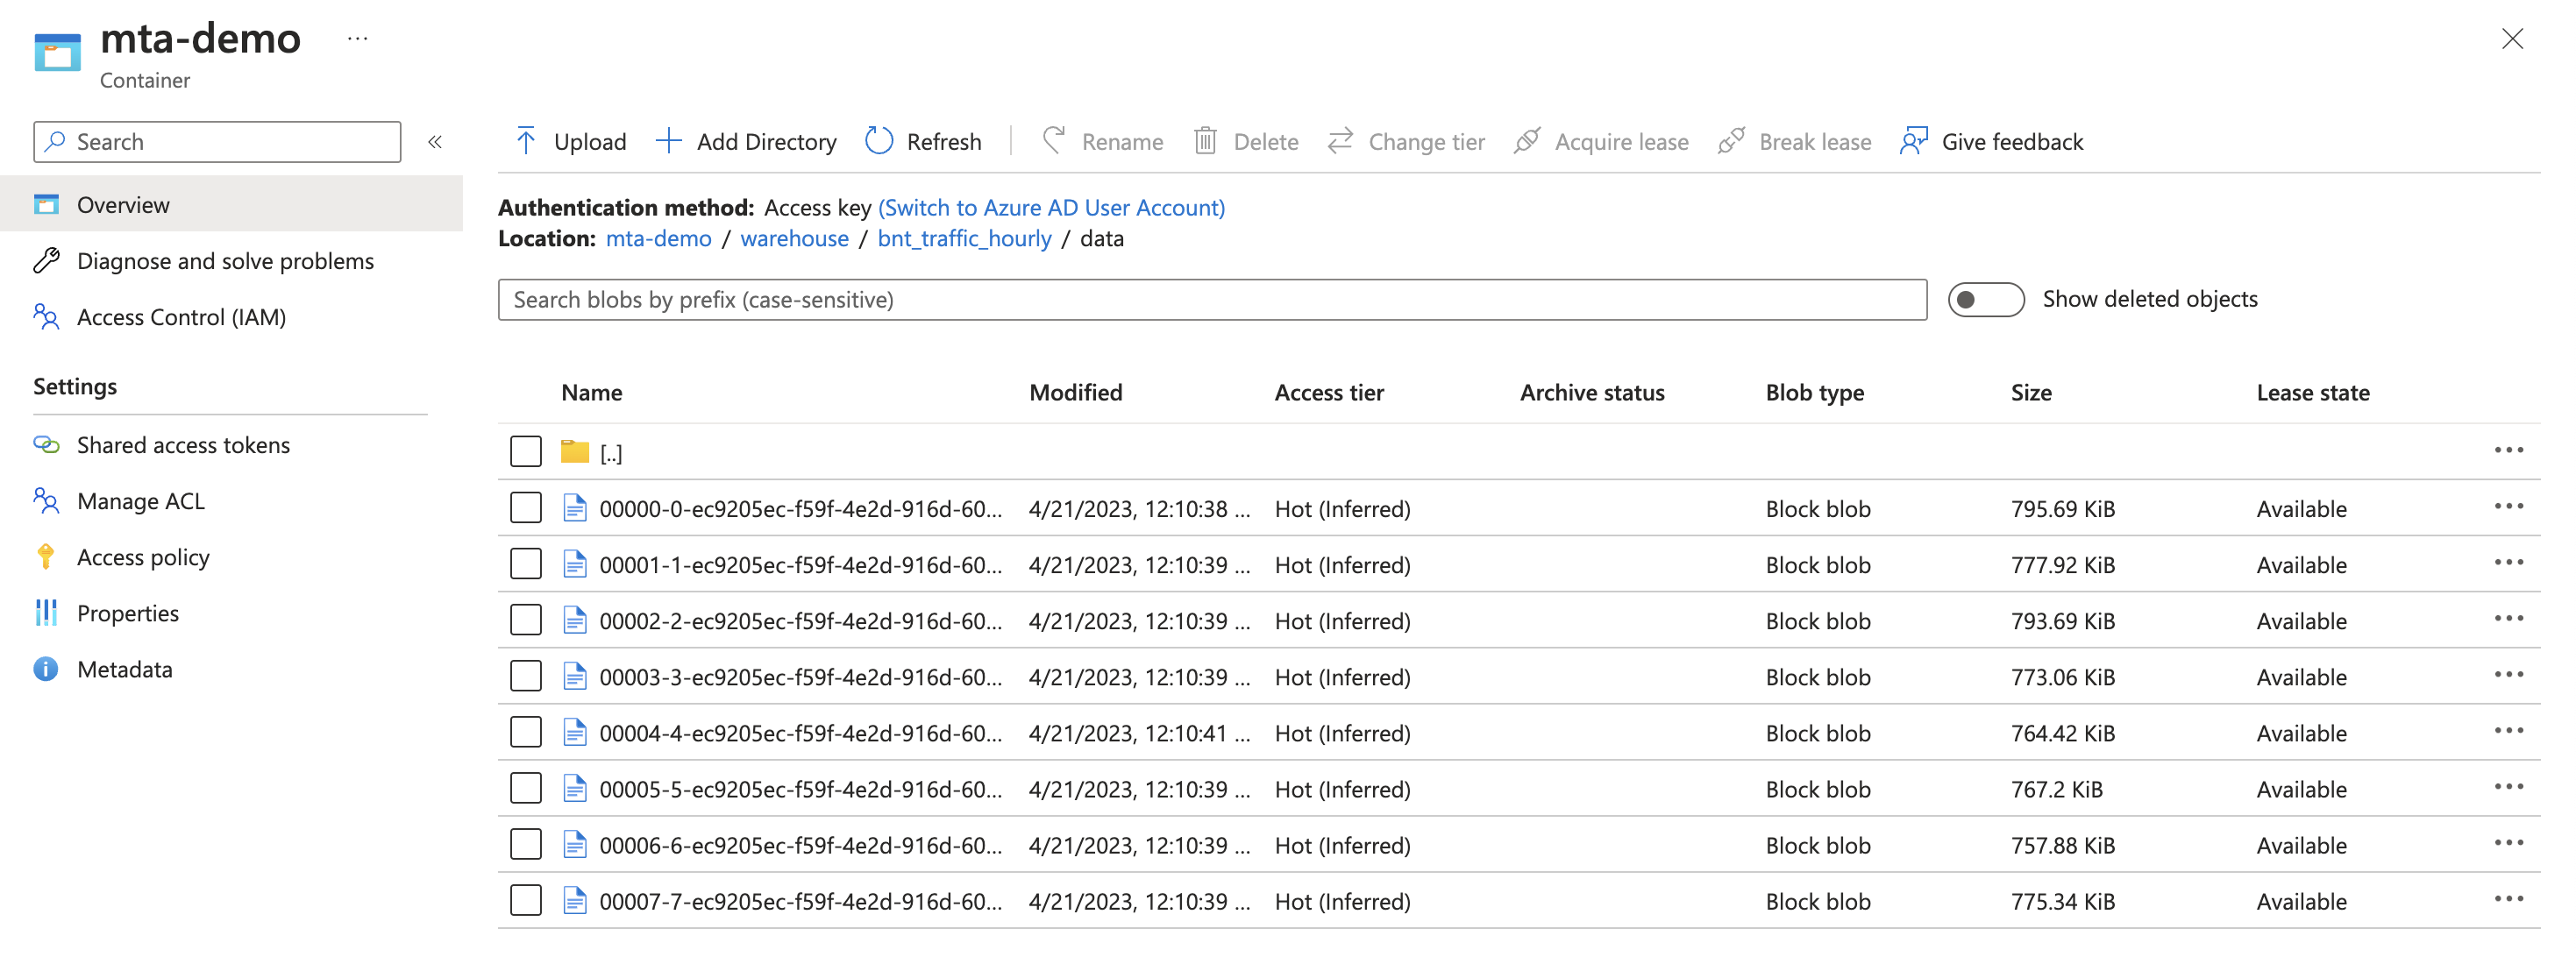 mta-demo ...
Container
Search «
Overview
Diagnose and solve problems
Access Control (IAM)
Settings
Shared access tokens
Manage ACL
Access policy
Properties
Metadata
Upload Add Directory Refresh Rename Delete Change tier Acquire lease Break lease Give feedback
Authentication method: Access key (Switch to Azure AD User Account)
Location: mta-demo / warehouse / bnt_traffic_hourly / data
Search blobs by prefix (case-sensitive) Show deleted objects
Name Modified Access tier Archive status Blob type Size Lease state
[..] ...
00000-0-ec9205ec-f59f-4e2d-916d-60... 4/21/2023, 12:10:38 ... Hot (Inferred) Block blob 795.69 KiB Available ...
00001-1-ec9205ec-f59f-4e2d-916d-60... 4/21/2023, 12:10:39 ... Hot (Inferred) Block blob 777.92 KiB Available ...
00002-2-ec9205ec-f59f-4e2d-916d-60... 4/21/2023, 12:10:39 ... Hot (Inferred) Block blob 793.69 KiB Available ...
00003-3-ec9205ec-f59f-4e2d-916d-60... 4/21/2023, 12:10:39 ... Hot (Inferred) Block blob 773.06 KiB Available ...
00004-4-ec9205ec-f59f-4e2d-916d-60... 4/21/2023, 12:10:41 ... Hot (Inferred) Block blob 764.42 KiB Available ...
00005-5-ec9205ec-f59f-4e2d-916d-60... 4/21/2023, 12:10:39 ... Hot (Inferred) Block blob 767.2 KiB Available ...
00006-6-ec9205ec-f59f-4e2d-916d-60... 4/21/2023, 12:10:39 ... Hot (Inferred) Block blob 757.88 KiB Available ...
00007-7-ec9205ec-f59f-4e2d-916d-60... 4/21/2023, 12:10:39 ... Hot (Inferred) Block blob 775.34 KiB Available ...